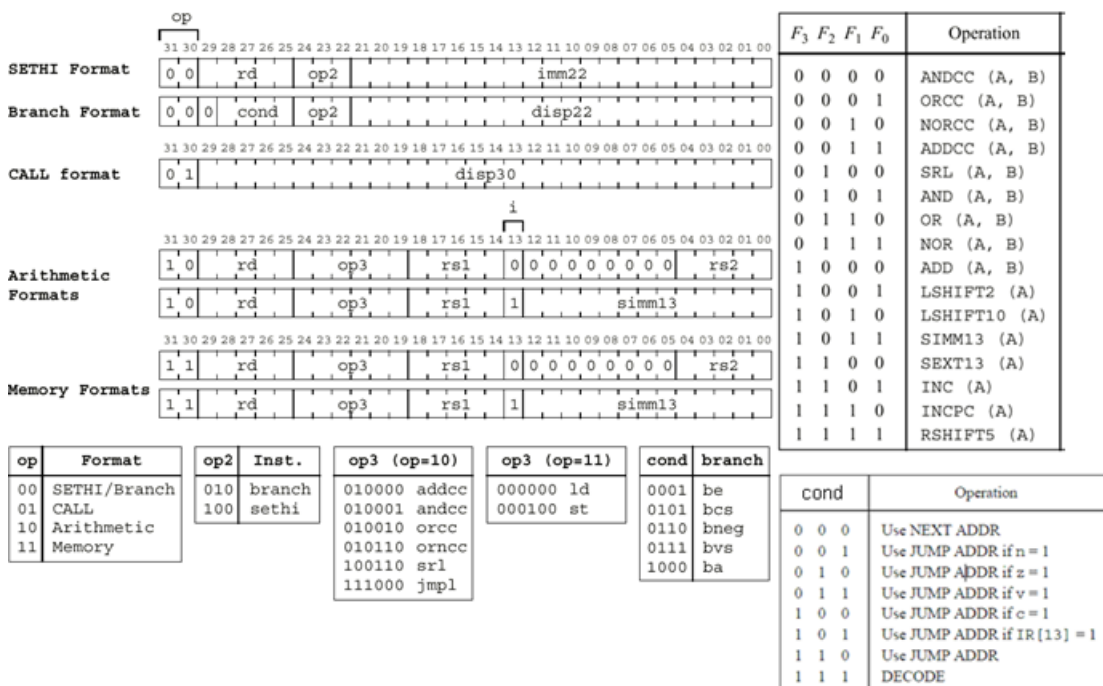 op
31 30 29 28 27 26 25 24 23 22 21 20 19 18 17 16 15 14 13 12 11 10 09 08 07 06 05 04 03 02 01 00
SETHI Format 0 0 rd op2 imm22
Branch Format 0 0 0 cond op2 disp22
31 30 29 28 27 26 25 24 23 22 21 20 19 18 17 16 15 14 13 12 11 10 09 08 07 06 05 04 03 02 01 00
CALL format 0 1 disp30
i
31 30 29 28 27 26 25 24 23 22 21 20 19 18 17 16 15 14 13 12 11 10 09 08 07 06 05 04 03 02 01 00
Arithmetic
Formats
1 0 rd op3 rs1 0 0 0 0 0 0 0 0 0 rs2
1 0 rd op3 rs1 1 simm13
31 30 29 28 27 26 25 24 23 22 21 20 19 18 17 16 15 14 13 12 11 10 09 08 07 06 05 04 03 02 01 00
Memory Formats
1 1 rd op3 rs1 0 0 0 0 0 0 0 0 0 rs2
1 1 rd op3 rs1 1 simm13
op Format
00 SETHI/Branch
01 CALL
10 Arithmetic
11 Memory
op2 Inst.
010 branch
100 sethi
op3 (op=10)
010000 addcc
010001 andcc
010010 orcc
010110 orncc
100110 srl
111000 jmpl
op3 (op=11)
000000 ld
000100 st
cond branch
0001 be
0101 bcs
0110 bneg
0111 bvs
1000 ba
F3 F2 F1 F0 Operation
0 0 0 0 ANDCC (A, B)
0 0 0 1 ORCC (A, B)
0 0 1 0 NORCC (A, B)
0 0 1 1 ADDCC (A, B)
0 1 0 0 SRL (A, B)
0 1 0 1 AND (A, B)
0 1 1 0 OR (A, B)
0 1 1 1 NOR (A, B)
1 0 0 0 ADD (A, B)
1 0 0 1 LSHIFT2 (A)
1 0 1 0 LSHIFT10 (A)
1 0 1 1 SIMM13 (A)
1 1 0 0 SEXT13 (A)
1 1 0 1 INC (A)
1 1 1 0 INCPC (A)
1 1 1 1 RSHIFT5 (A)
cond Operation
0 0 0 Use NEXT ADDR
0 0 1 Use JUMP ADDR if n = 1
0 1 0 Use JUMP ADDR if z = 1
0 1 1 Use JUMP ADDR if v = 1
1 0 0 Use JUMP ADDR if c = 1
1 0 1 Use JUMP ADDR if IR[13] = 1
1 1 0 Use JUMP ADDR
1 1 1 DECODE